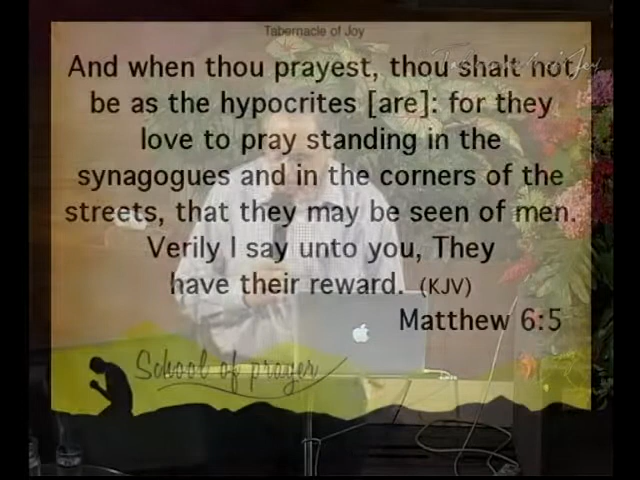 Tabernacle of Joy
And when thou prayest, thou shalt not
be as the hypocrites [are]: for they
love to pray standing in the
synagogues and in the corners of the
streets, that they may be seen of men.
Verily I say unto you, They
have their reward. (KJV)
Matthew 6:5
School of prayer